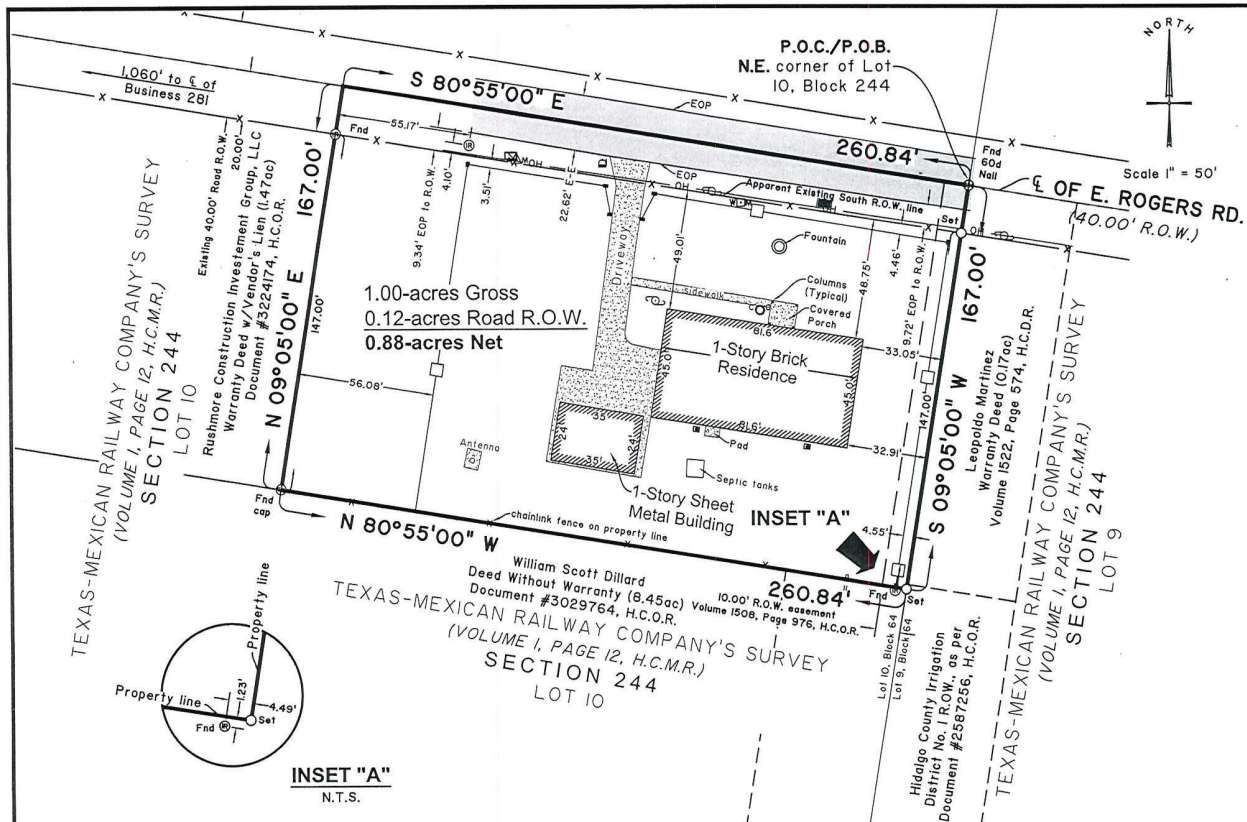 NORTH
Scale 1" = 50'
P.O.C./P.O.B.
N.E. corner of Lot
10, Block 244
1,060' to ℄ of
Business 281
S 80°55'00" E
EOP
260.84'
Fnd
60d
Nail
℄ OF E. ROGERS RD.
(40.00' R.O.W.)
Fnd
55.17'
IR
MOH
OH
EOP
OH
Apparent Existing South R.O.W. line
W
M
Set
OH
Existing 40.00' Road R.O.W.
20.00'
9.34' EOP to R.O.W.
4.10'
3.51'
22.62' E-E
Driveway
49.01'
Fountain
48.75'
4.46'
9.72' EOP to R.O.W.
Sidewalk
Columns
(Typical)
Covered
Porch
TEXAS-MEXICAN RAILWAY COMPANY'S SURVEY
(VOLUME 1, PAGE 12, H.C.M.R.)
SECTION 244
LOT 10
Rushmore Construction Investement Group, LLC
Warranty Deed w/Vendor's Lien (1.47ac)
Document #3224174, H.C.O.R.
N 09°05'00" E
167.00'
147.00'
1.00-acres Gross
0.12-acres Road R.O.W.
0.88-acres Net
56.08'
81.6'
1-Story Brick
Residence
45.0'
45.0'
81.6'
33.05'
32.91'
147.00'
S 09°05'00" W
167.00'
Leopoldo Martinez
Warranty Deed (0.17ac)
Volume 1522, Page 574, H.C.D.R.
TEXAS-MEXICAN RAILWAY COMPANY'S SURVEY
(VOLUME 1, PAGE 12, H.C.M.R.)
SECTION 244
LOT 9
35'
24'
24'
35'
Pad
Antenna
Septic tanks
1-Story Sheet
Metal Building
INSET "A"
4.55'
Fnd
cap
chainlink fence on property line
N 80°55'00" W
260.84'
Fnd
IR
Set
William Scott Dillard
Deed Without Warranty (8.45ac)
Document #3029764, H.C.O.R.
10.00' R.O.W. easement
Volume 1508, Page 976, H.C.O.R.
TEXAS-MEXICAN RAILWAY COMPANY'S SURVEY
(VOLUME 1, PAGE 12, H.C.M.R.)
SECTION 244
LOT 10
Lot 10, Block 64
Lot 9, Block 64
Hidalgo County Irrigation
District No. 1 R.O.W., as per
Document #2587256, H.C.O.R.
Property line
Property line
1.23'
4.49'
Fnd
IR
Set
INSET "A"
N.T.S.